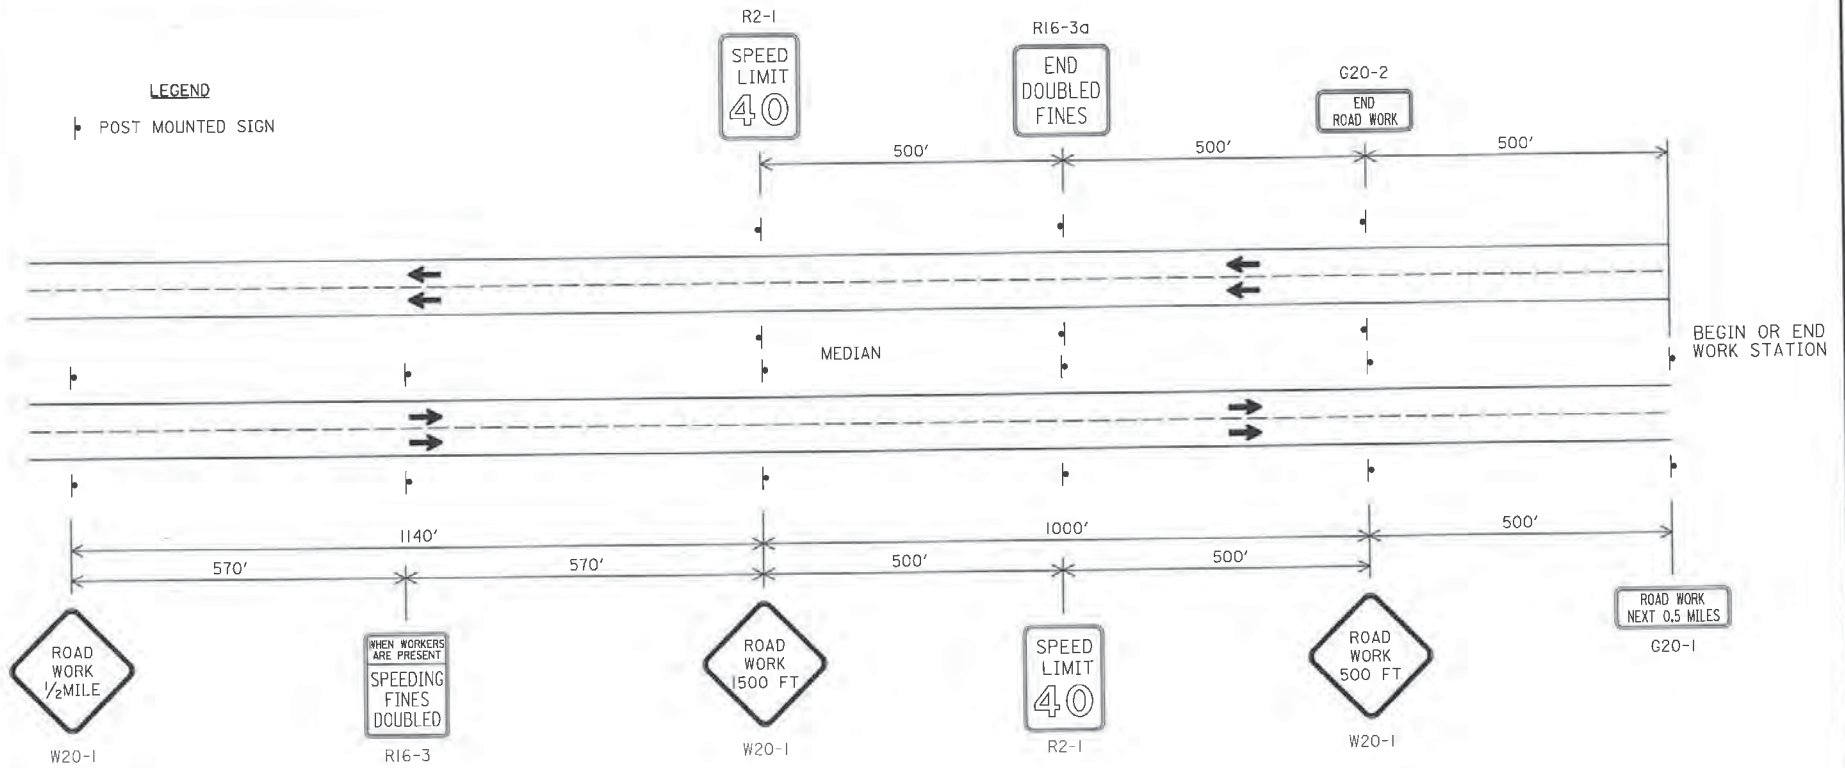 R2-1
SPEED
LIMIT
40
R16-3a
END
DOUBLED
FINES
G20-2
END
ROAD WORK
LEGEND
POST MOUNTED SIGN
500'
500'
500'
MEDIAN
BEGIN OR END
WORK STATION
1140'
1000'
500'
570'
570'
500'
500'
ROAD
WORK
1/2 MILE
W20-1
WHEN WORKERS
ARE PRESENT
SPEEDING
FINES
DOUBLED
R16-3
ROAD
WORK
1500 FT
W20-1
SPEED
LIMIT
40
R2-1
ROAD
WORK
500 FT
W20-1
ROAD WORK
NEXT 0.5 MILES
G20-1